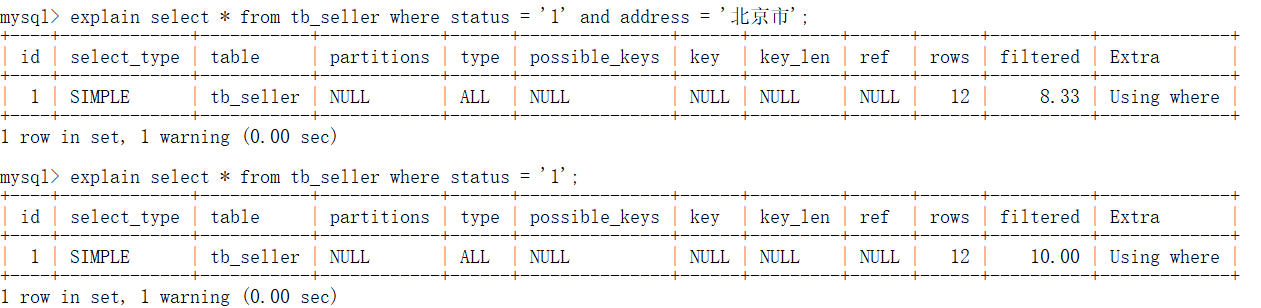 mysql> explain select * from tb_seller where status = '1' and address = '北京市';
+----+-------------+-----------+------------+------+---------------+------+---------+------+------+----------+-------------+
| id | select_type | table     | partitions | type | possible_keys | key  | key_len | ref  | rows | filtered | Extra       |
+----+-------------+-----------+------------+------+---------------+------+---------+------+------+----------+-------------+
|  1 | SIMPLE      | tb_seller | NULL       | ALL  | NULL          | NULL | NULL    | NULL |   12 |     8.33 | Using where |
+----+-------------+-----------+------------+------+---------------+------+---------+------+------+----------+-------------+
1 row in set, 1 warning (0.00 sec)
mysql> explain select * from tb_seller where status = '1';
+----+-------------+-----------+------------+------+---------------+------+---------+------+------+----------+-------------+
| id | select_type | table     | partitions | type | possible_keys | key  | key_len | ref  | rows | filtered | Extra       |
+----+-------------+-----------+------------+------+---------------+------+---------+------+------+----------+-------------+
|  1 | SIMPLE      | tb_seller | NULL       | ALL  | NULL          | NULL | NULL    | NULL |   12 |    10.00 | Using where |
+----+-------------+-----------+------------+------+---------------+------+---------+------+------+----------+-------------+
1 row in set, 1 warning (0.00 sec)